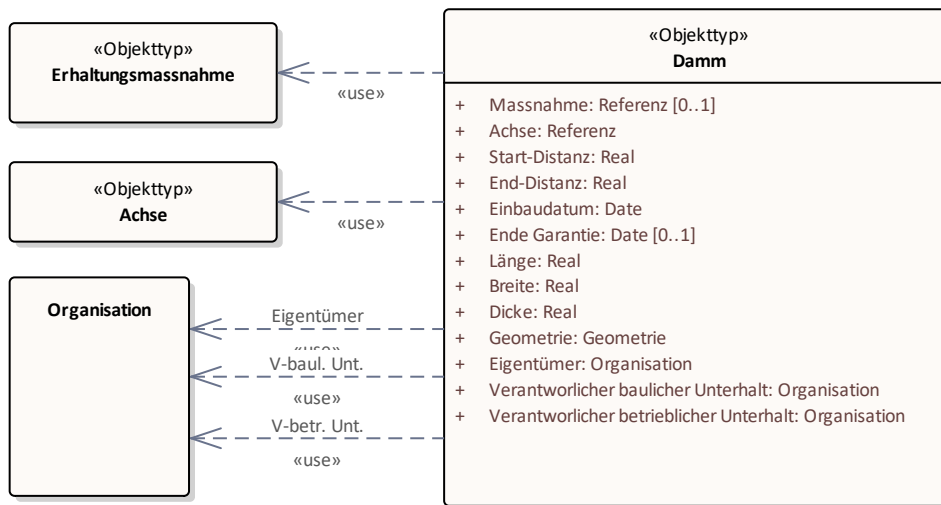 «Objekttyp»
Erhaltungsmassnahme
«use»
«Objekttyp»
Achse
«use»
Organisation
Eigentümer
«use»
V-baul. Unt.
«use»
V-betr. Unt.
«use»
«Objekttyp»
Damm
+ Massnahme: Referenz [0..1]
+ Achse: Referenz
+ Start-Distanz: Real
+ End-Distanz: Real
+ Einbaudatum: Date
+ Ende Garantie: Date [0..1]
+ Länge: Real
+ Breite: Real
+ Dicke: Real
+ Geometrie: Geometrie
+ Eigentümer: Organisation
+ Verantworlicher baulicher Unterhalt: Organisation
+ Verantworlicher betrieblicher Unterhalt: Organisation